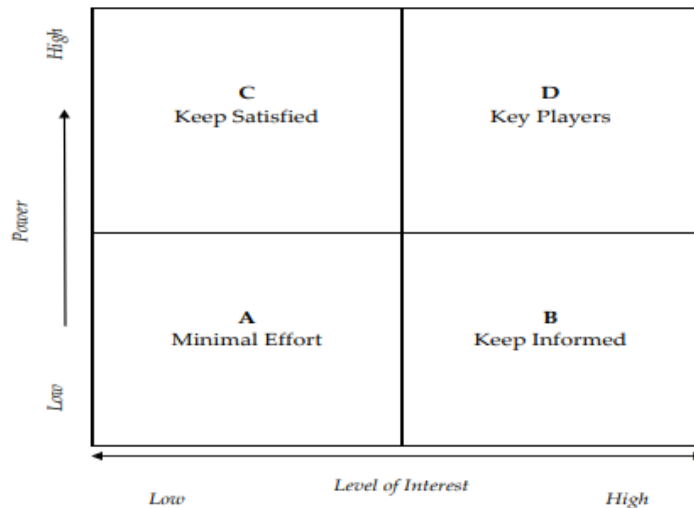 High
C
Keep Satisfied
D
Key Players
Power
A
Minimal Effort
B
Keep Informed
Low
Level of Interest
Low
High